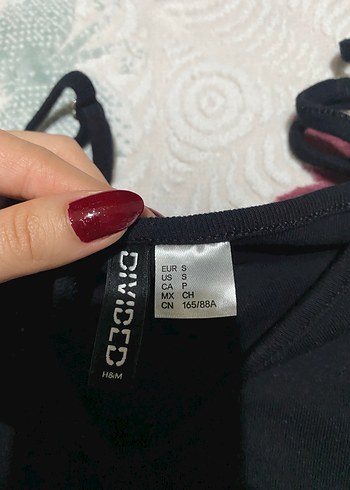 DIVIDED
H&M
EUR S
US S
CA P
MX CH
CN 165/88A